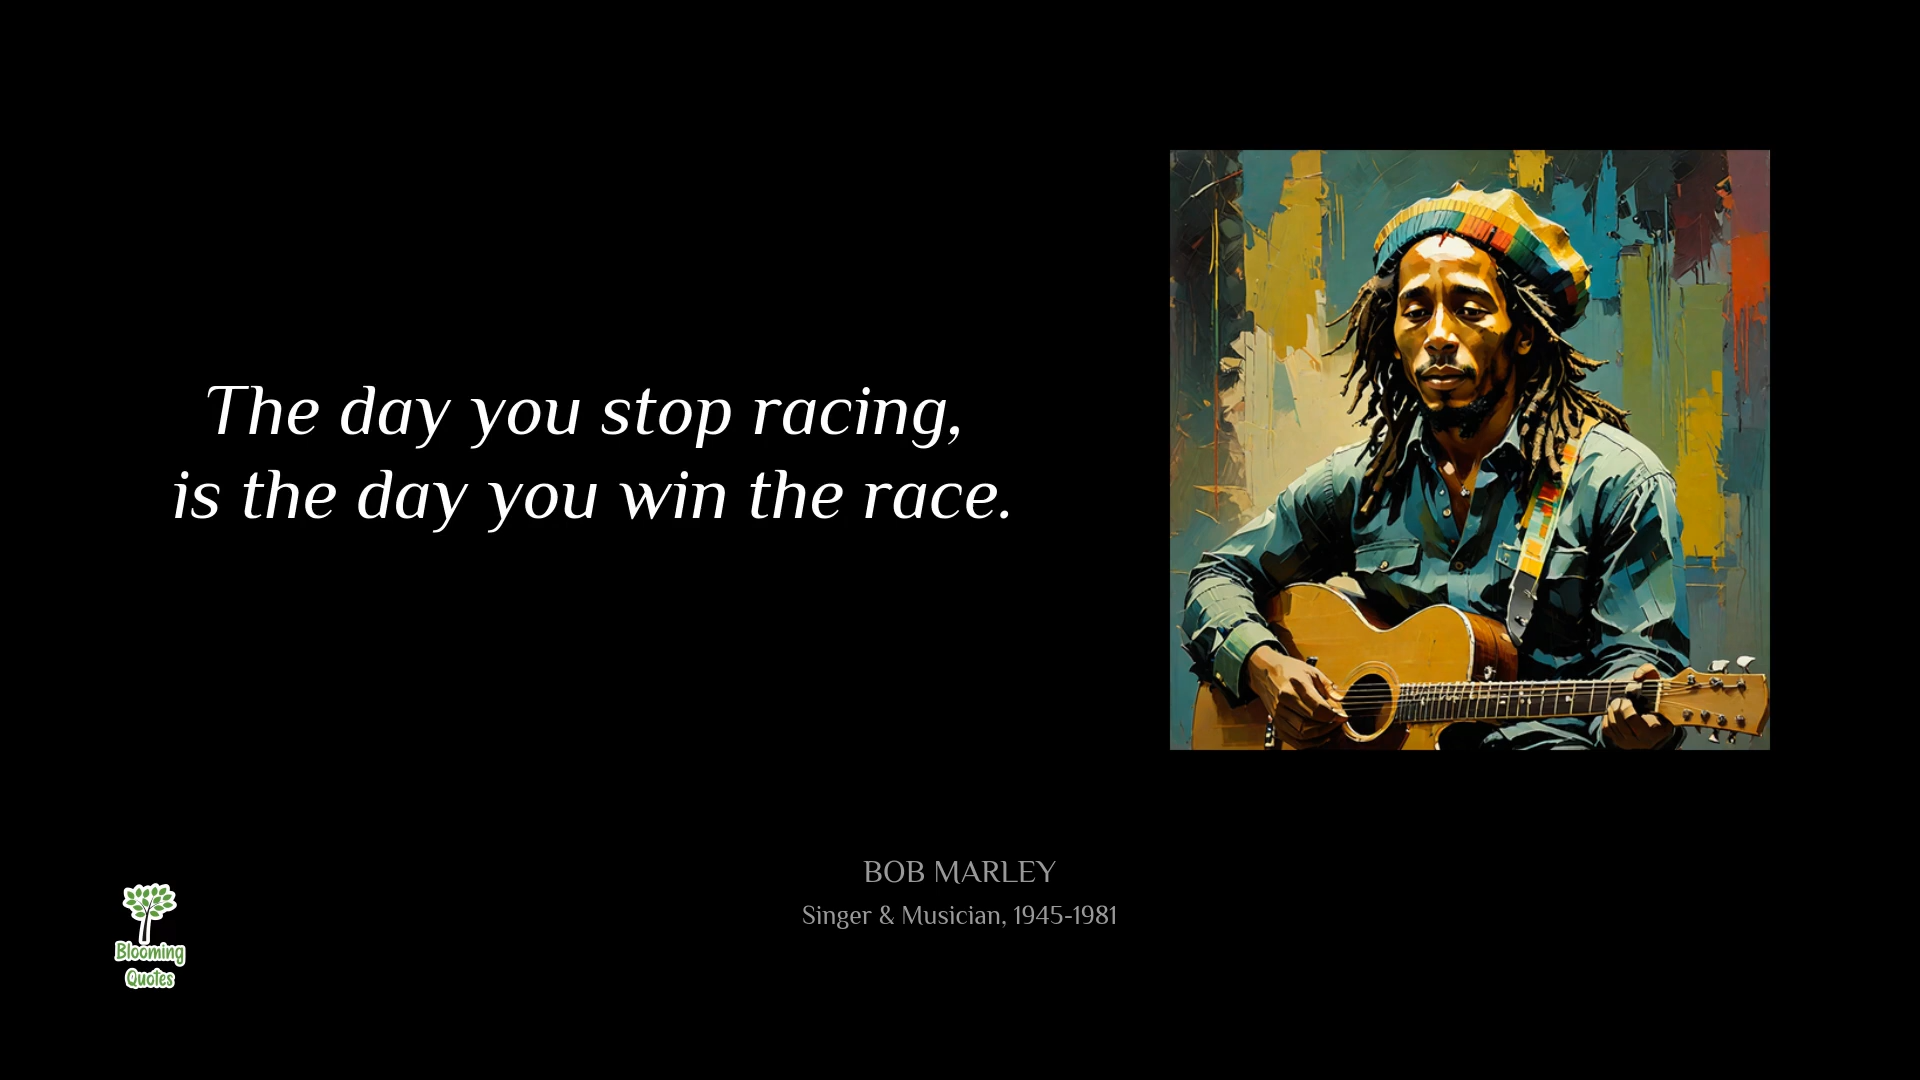 The day you stop racing,
is the day you win the race.
BOB MARLEY
Singer & Musician, 1945-1981
Blooming
Quotes